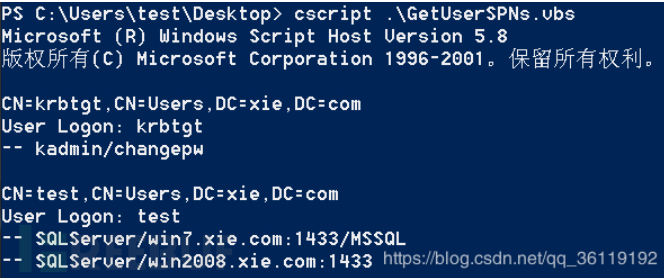 PS C:\Users\test\Desktop> cscript .\GetUserSPNs.vbs
Microsoft (R) Windows Script Host Version 5.8
版权所有(C) Microsoft Corporation 1996-2001。保留所有权利。
CN=krbtgt,CN=Users,DC=xie,DC=com
User Logon: krbtgt
-- kadmin/changepw
CN=test,CN=Users,DC=xie,DC=com
User Logon: test
-- SQLServer/win7.xie.com:1433/MSSQL
-- SQLServer/win2008.xie.com:1433
https://blog.csdn.net/qq_36119192